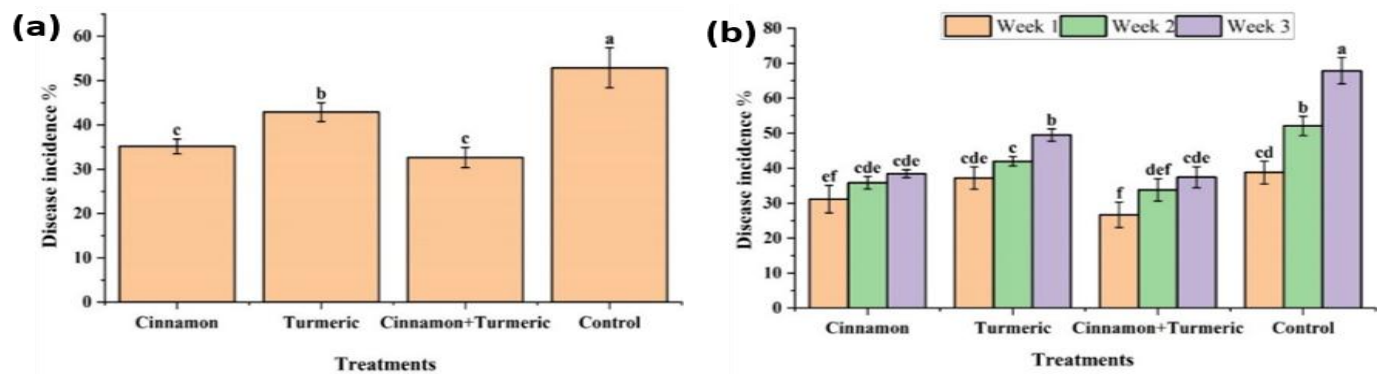 (a)
60
50
40
30
20
10
0
Disease incidence %
c
b
c
a
Cinnamon Turmeric Cinnamon+Turmeric Control
Treatments
(b)
Week 1 Week 2 Week 3
80
70
60
50
40
30
20
10
0
Disease incidence %
ef cde cde
cde c b
f def cde
cd b a
Cinnamon Turmeric Cinnamon+Turmeric Control
Treatments